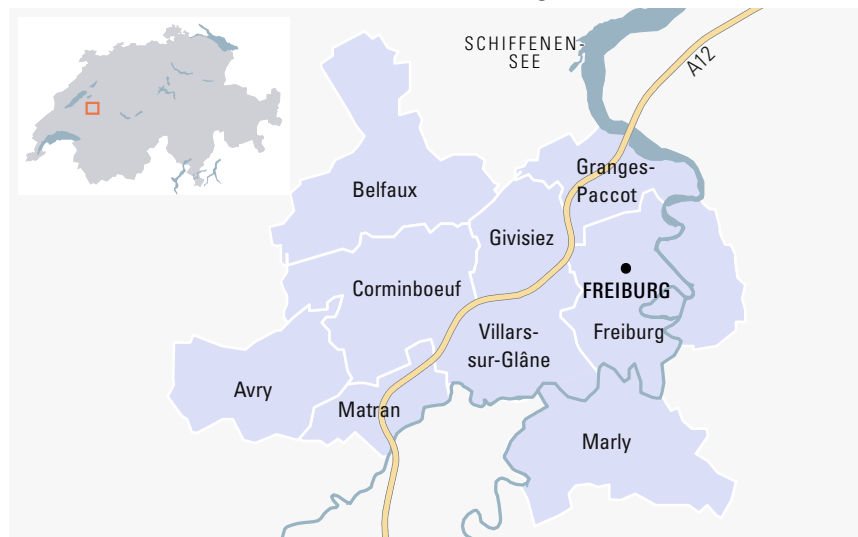 SCHIFFENEN-
SEE
A12
Granges-
Paccot
Belfaux
Givisiez
Corminboeuf
FREIBURG
Villars-
sur-Glâne
Freiburg
Avry
Matran
Marly